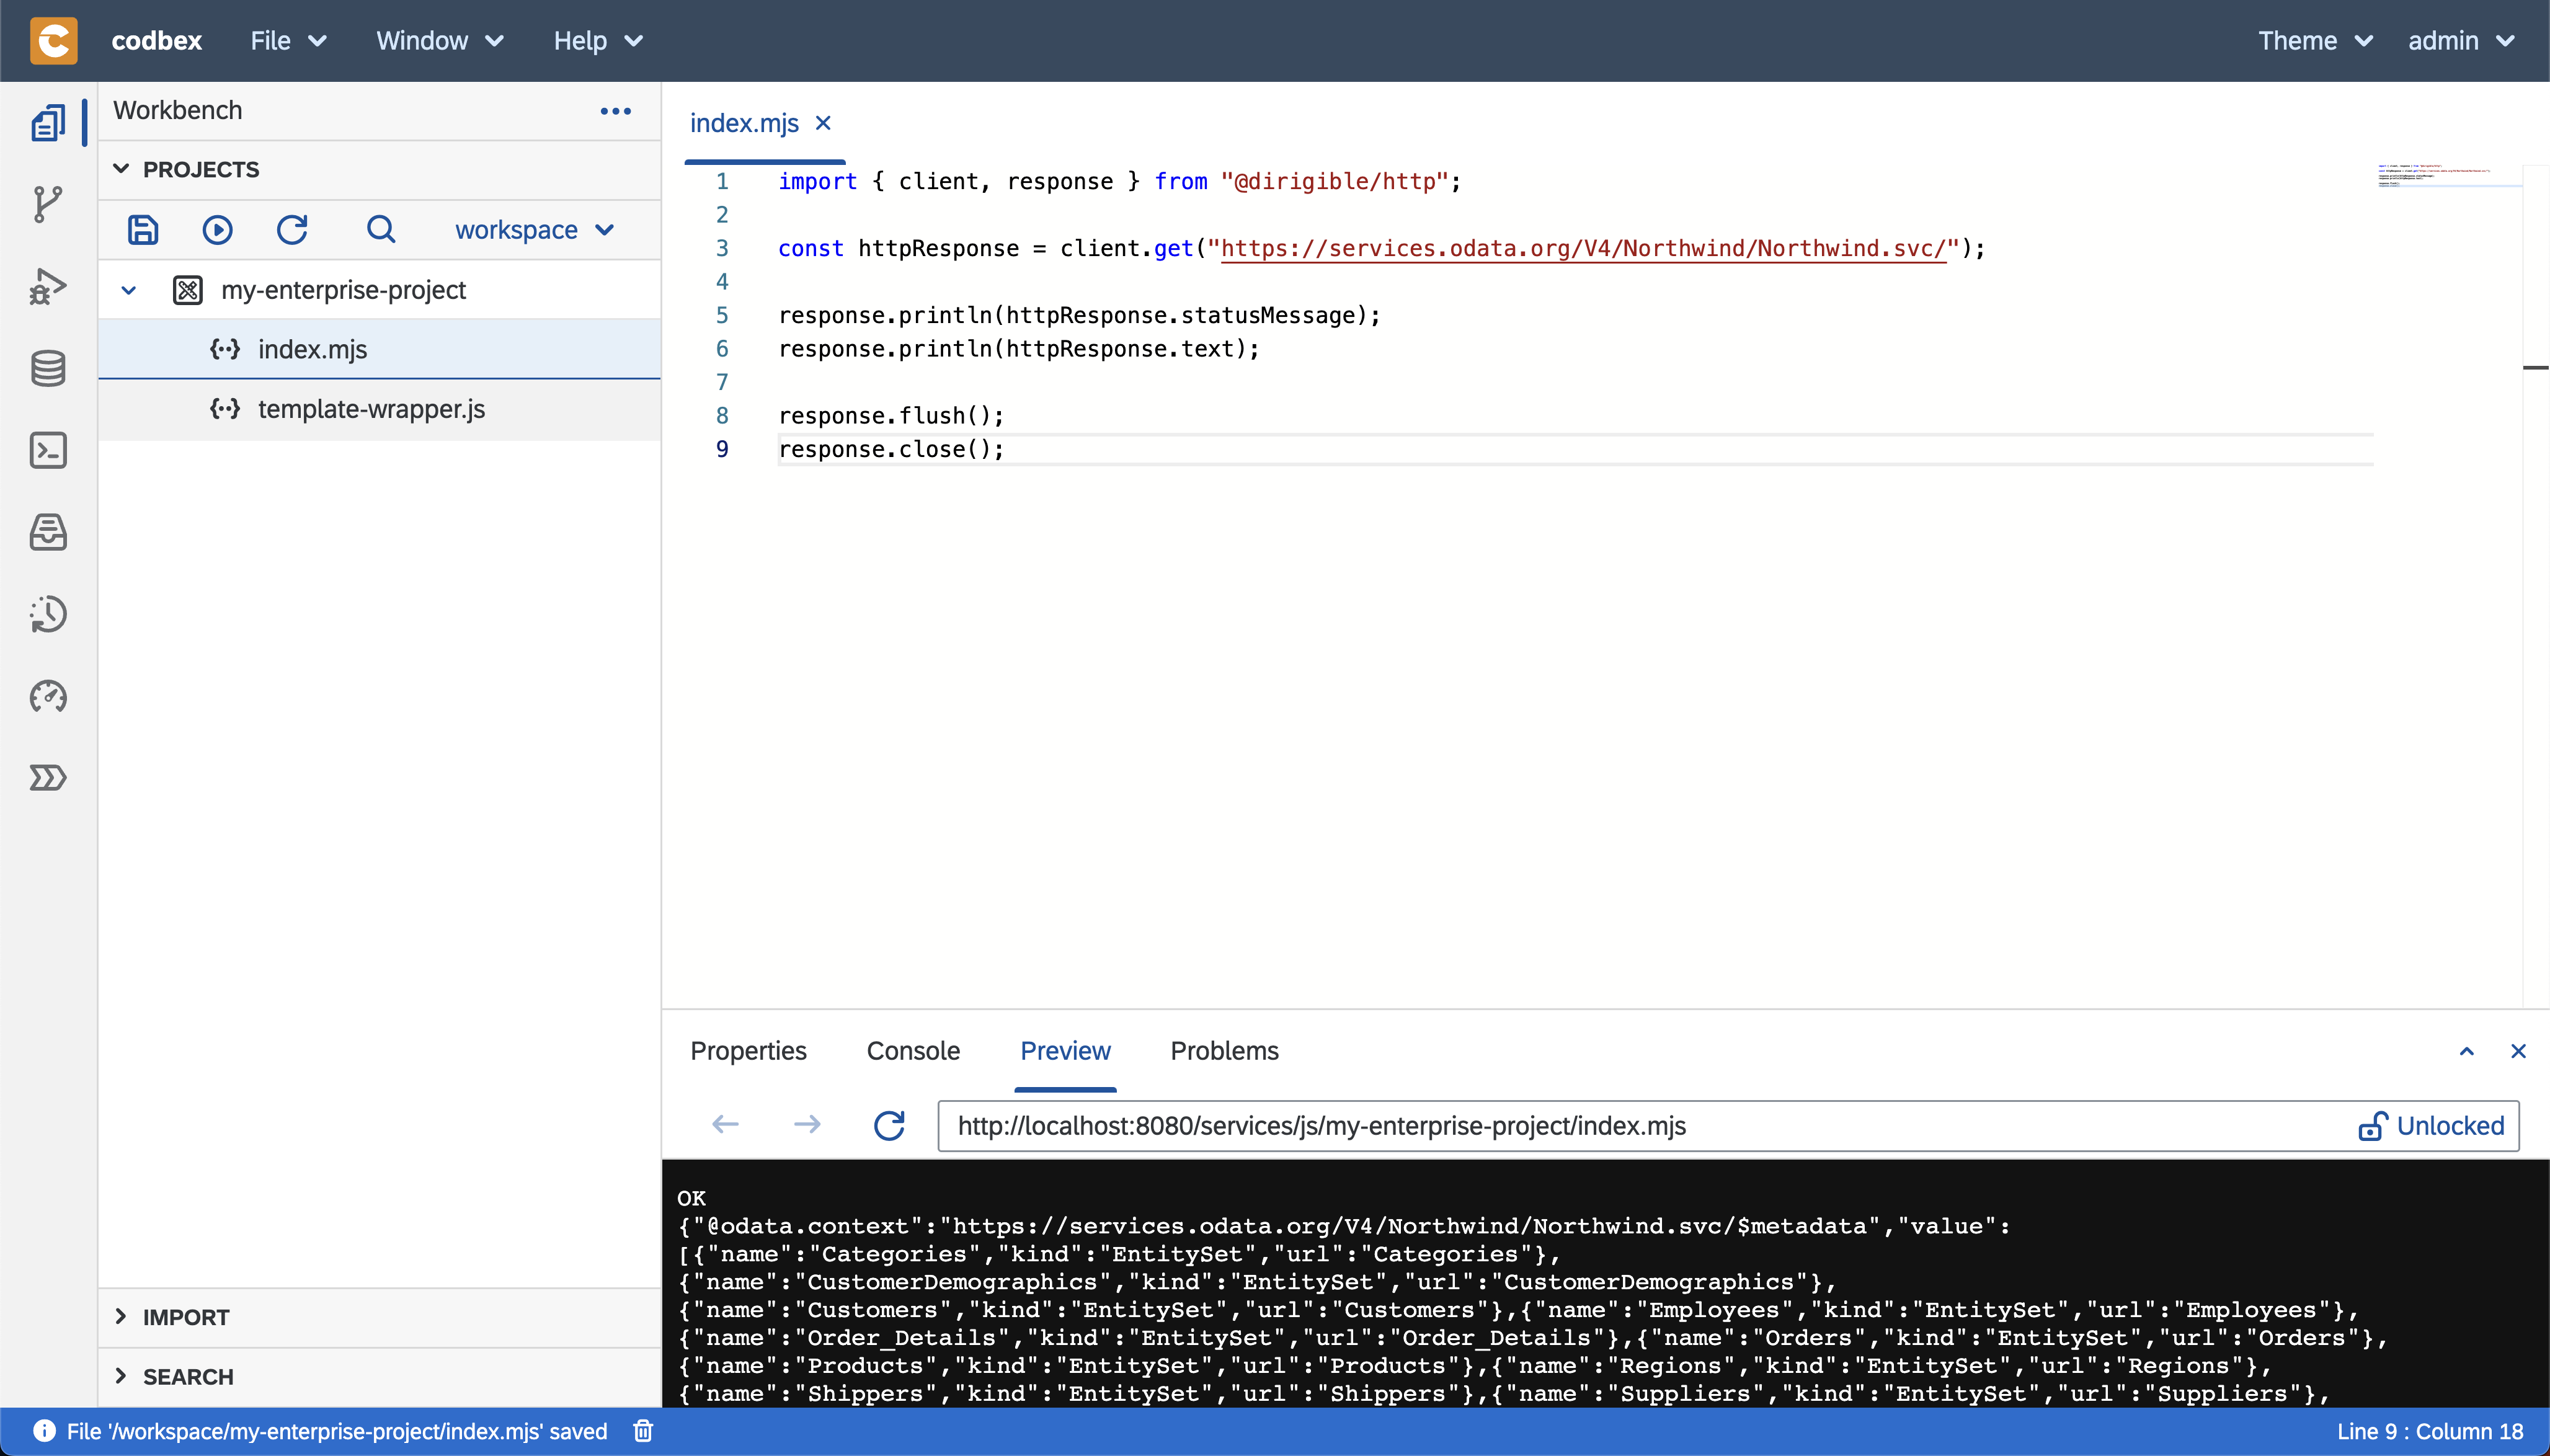 codbex File Window Help Theme admin
Workbench
PROJECTS
workspace
my-enterprise-project
index.mjs
template-wrapper.js
IMPORT
SEARCH
index.mjs
1 import { client, response } from "@dirigible/http";
2
3 const httpResponse = client.get("https://services.odata.org/V4/Northwind/Northwind.svc/");
4
5 response.println(httpResponse.statusMessage);
6 response.println(httpResponse.text);
7
8 response.flush();
9 response.close();
Properties Console Preview Problems
http://localhost:8080/services/js/my-enterprise-project/index.mjs Unlocked
OK
{"@odata.context":"https://services.odata.org/V4/Northwind/Northwind.svc/$metadata","value":
[{"name":"Categories","kind":"EntitySet","url":"Categories"},
{"name":"CustomerDemographics","kind":"EntitySet","url":"CustomerDemographics"},
{"name":"Customers","kind":"EntitySet","url":"Customers"},{"name":"Employees","kind":"EntitySet","url":"Employees"},
{"name":"Order_Details","kind":"EntitySet","url":"Order_Details"},{"name":"Orders","kind":"EntitySet","url":"Orders"},
{"name":"Products","kind":"EntitySet","url":"Products"},{"name":"Regions","kind":"EntitySet","url":"Regions"},
{"name":"Shippers","kind":"EntitySet","url":"Shippers"},{"name":"Suppliers","kind":"EntitySet","url":"Suppliers"},
File '/workspace/my-enterprise-project/index.mjs' saved
Line 9 : Column 18